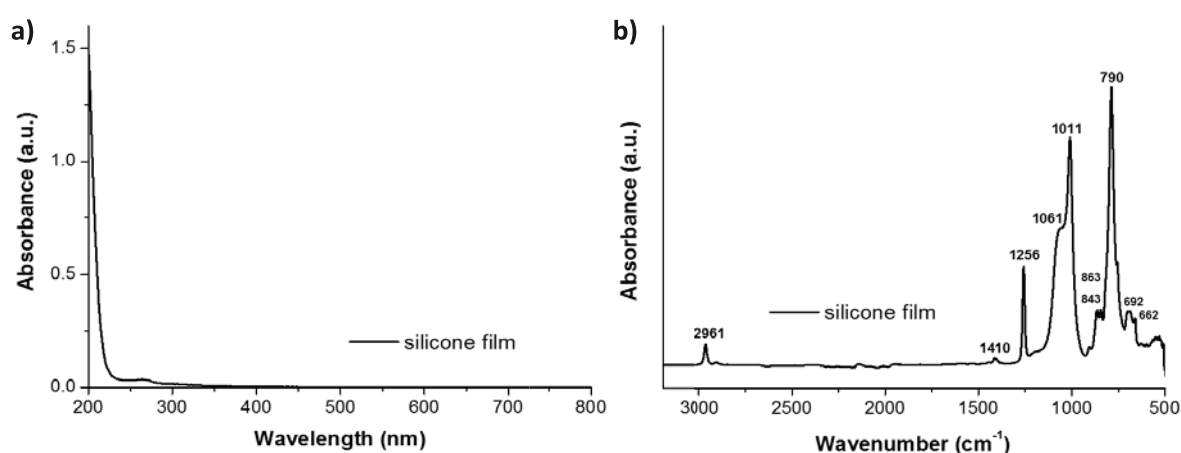 a)
1.5
1.0
0.5
0.0
Absorbance (a.u.)
silicone film
200 300 400 500 600 700 800
Wavelength (nm)
b)
Absorbance (a.u.)
790
1011
1061
1256
863
843
692
662
2961
1410
silicone film
3000 2500 2000 1500 1000 500
Wavenumber (cm⁻¹)